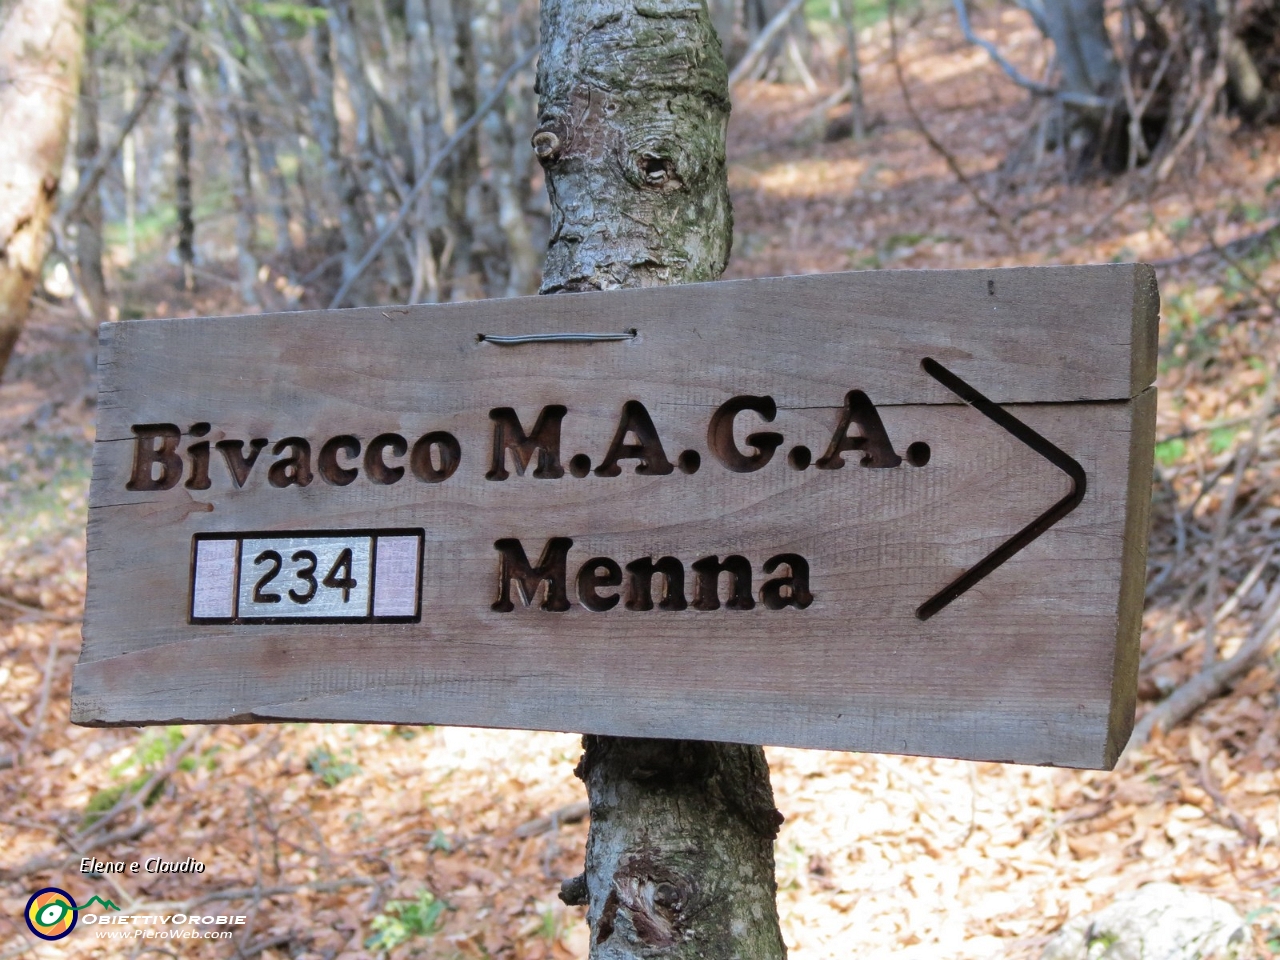 Bivacco M.A.G.A.
234 Menna
Elena e Claudio
ObiettivOrobie
www.PieroWeb.com